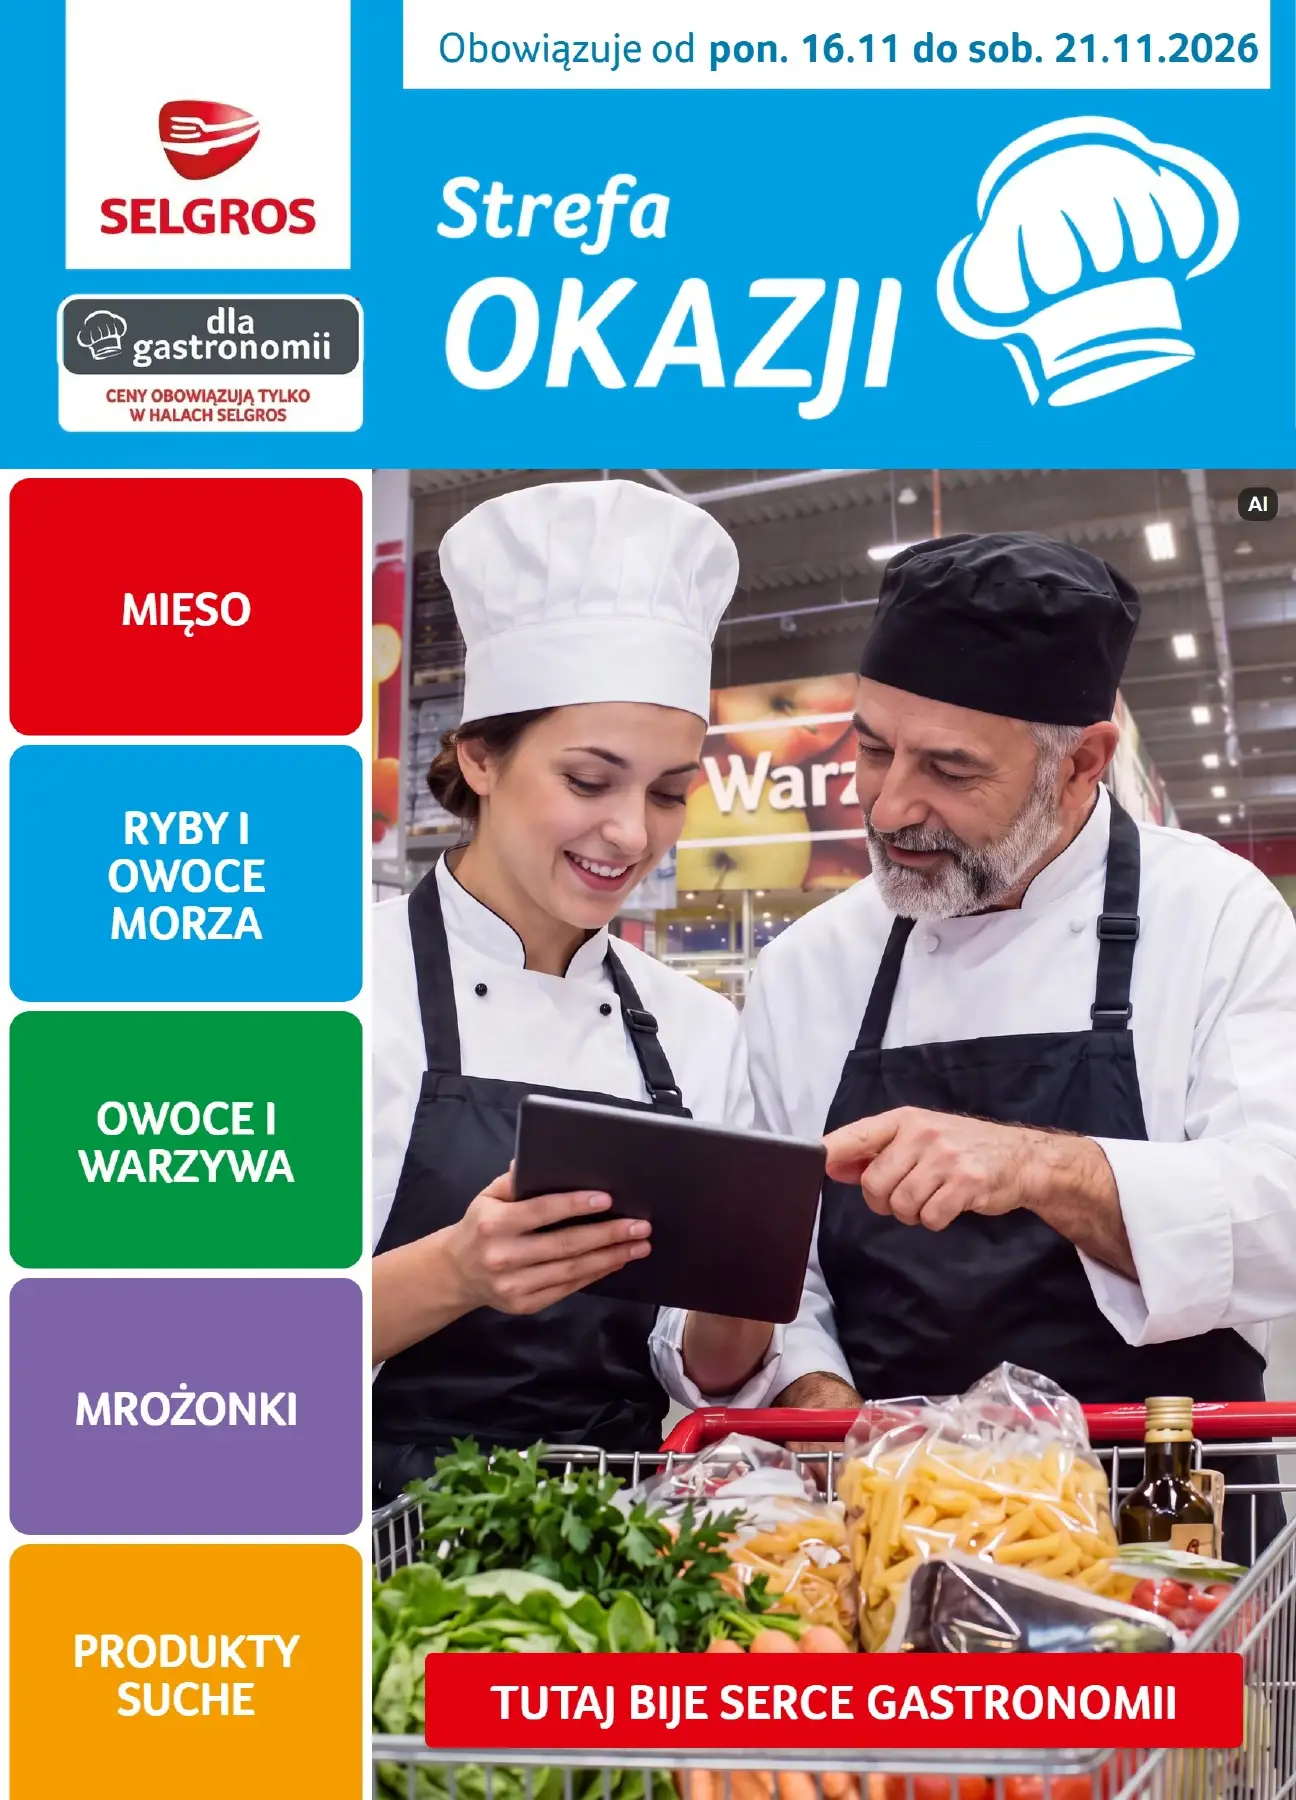 Obowiązuje od pon. 16.11 do sob. 21.11.2026
SELGROS
Strefa
OKAZJI
dla
gastronomii
CENY OBOWIĄZUJĄ TYLKO
W HALACH SELGROS
AI
MIĘSO
Warz
RYBY I
OWOCE
MORZA
OWOCE I
WARZYWA
MROŻONKI
PRODUKTY
SUCHE
TUTAJ BIJE SERCE GASTRONOMII